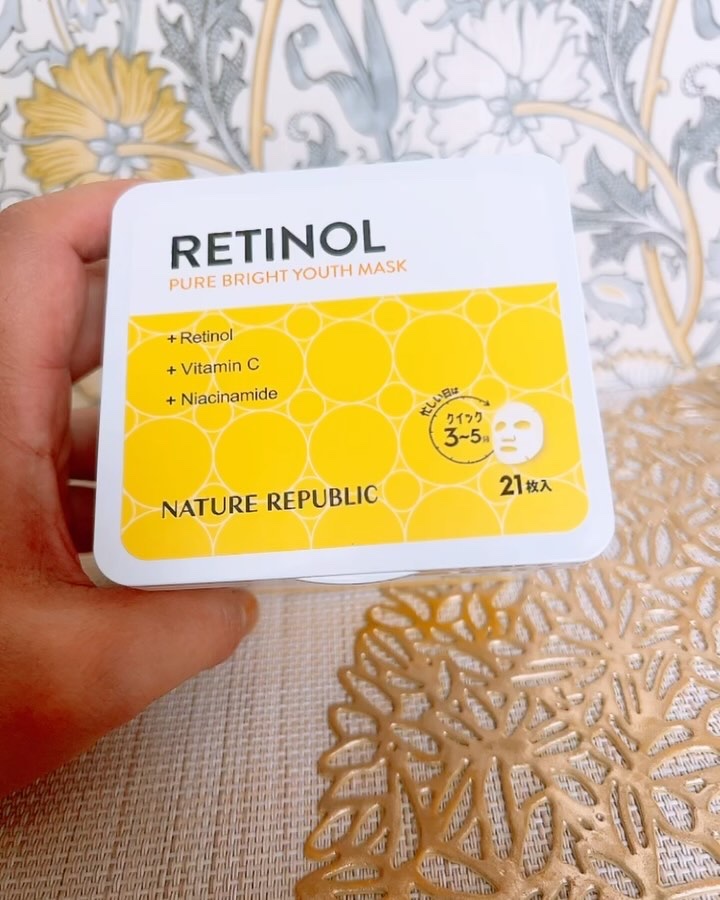 RETINOL
PURE BRIGHT YOUTH MASK
+ Retinol
+ Vitamin C
+ Niacinamide
忙しい日は
クイック
3~5分
21枚入
NATURE REPUBLIC